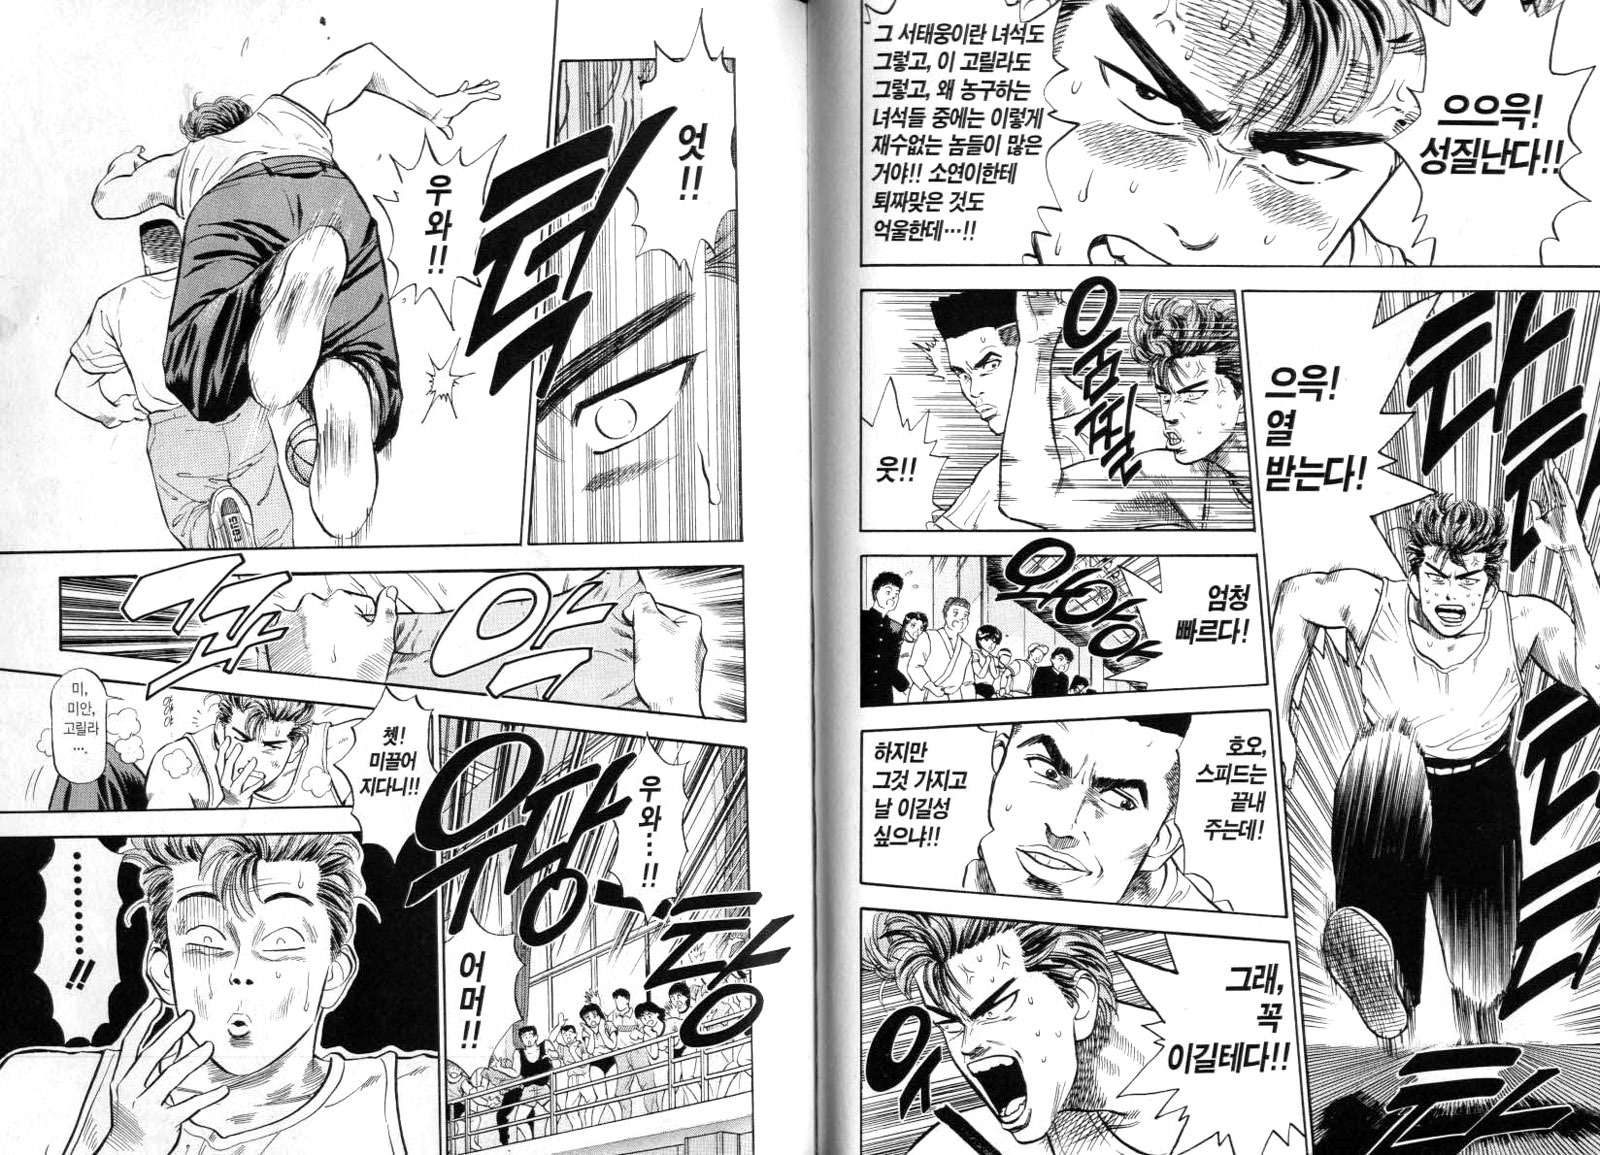 으으윽!
성질난다!!
그 서태웅이란 녀석도
그렇고, 이 고릴라도
그렇고, 왜 농구하는
녀석들 중에는 이렇게
재수없는 놈들이 많은
거야!! 소연이한테
퇴짜맞은 것도
억울한데…!!
으윽!
열
받는다!
움찔
웃!!
엄청
빠르다!
와아아아
호오,
스피드는
끝내
주는데!
하지만
그것 가지고
날 이길성
싶으냐!!
그래,
꼭
이길테다!!
엇!!
턱
우와!!
꽈악
우와…!!
우당탕
어머!!
쳇!
미끌어
지다니!!
미,
미안,
고릴라
….
………!!